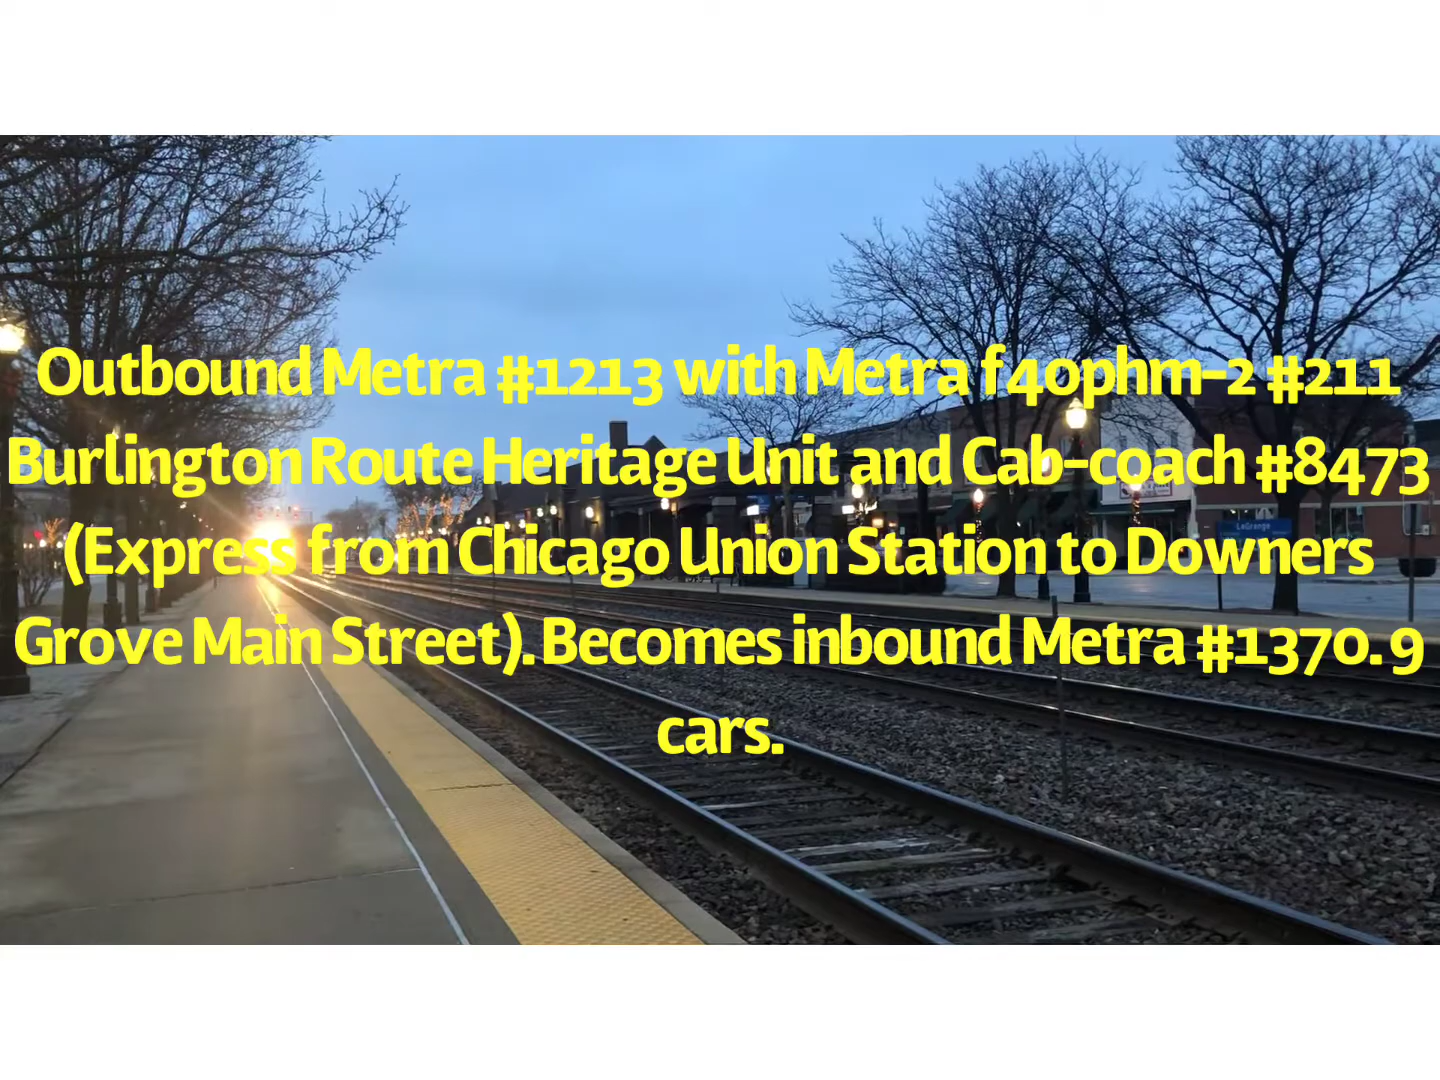 Outbound Metra #1213 with Metra f40phm-2 #211
Burlington Route Heritage Unit and Cab-coach #8473
(Express from Chicago Union Station to Downers
Grove Main Street). Becomes inbound Metra #1370. 9
cars.
LaGrange